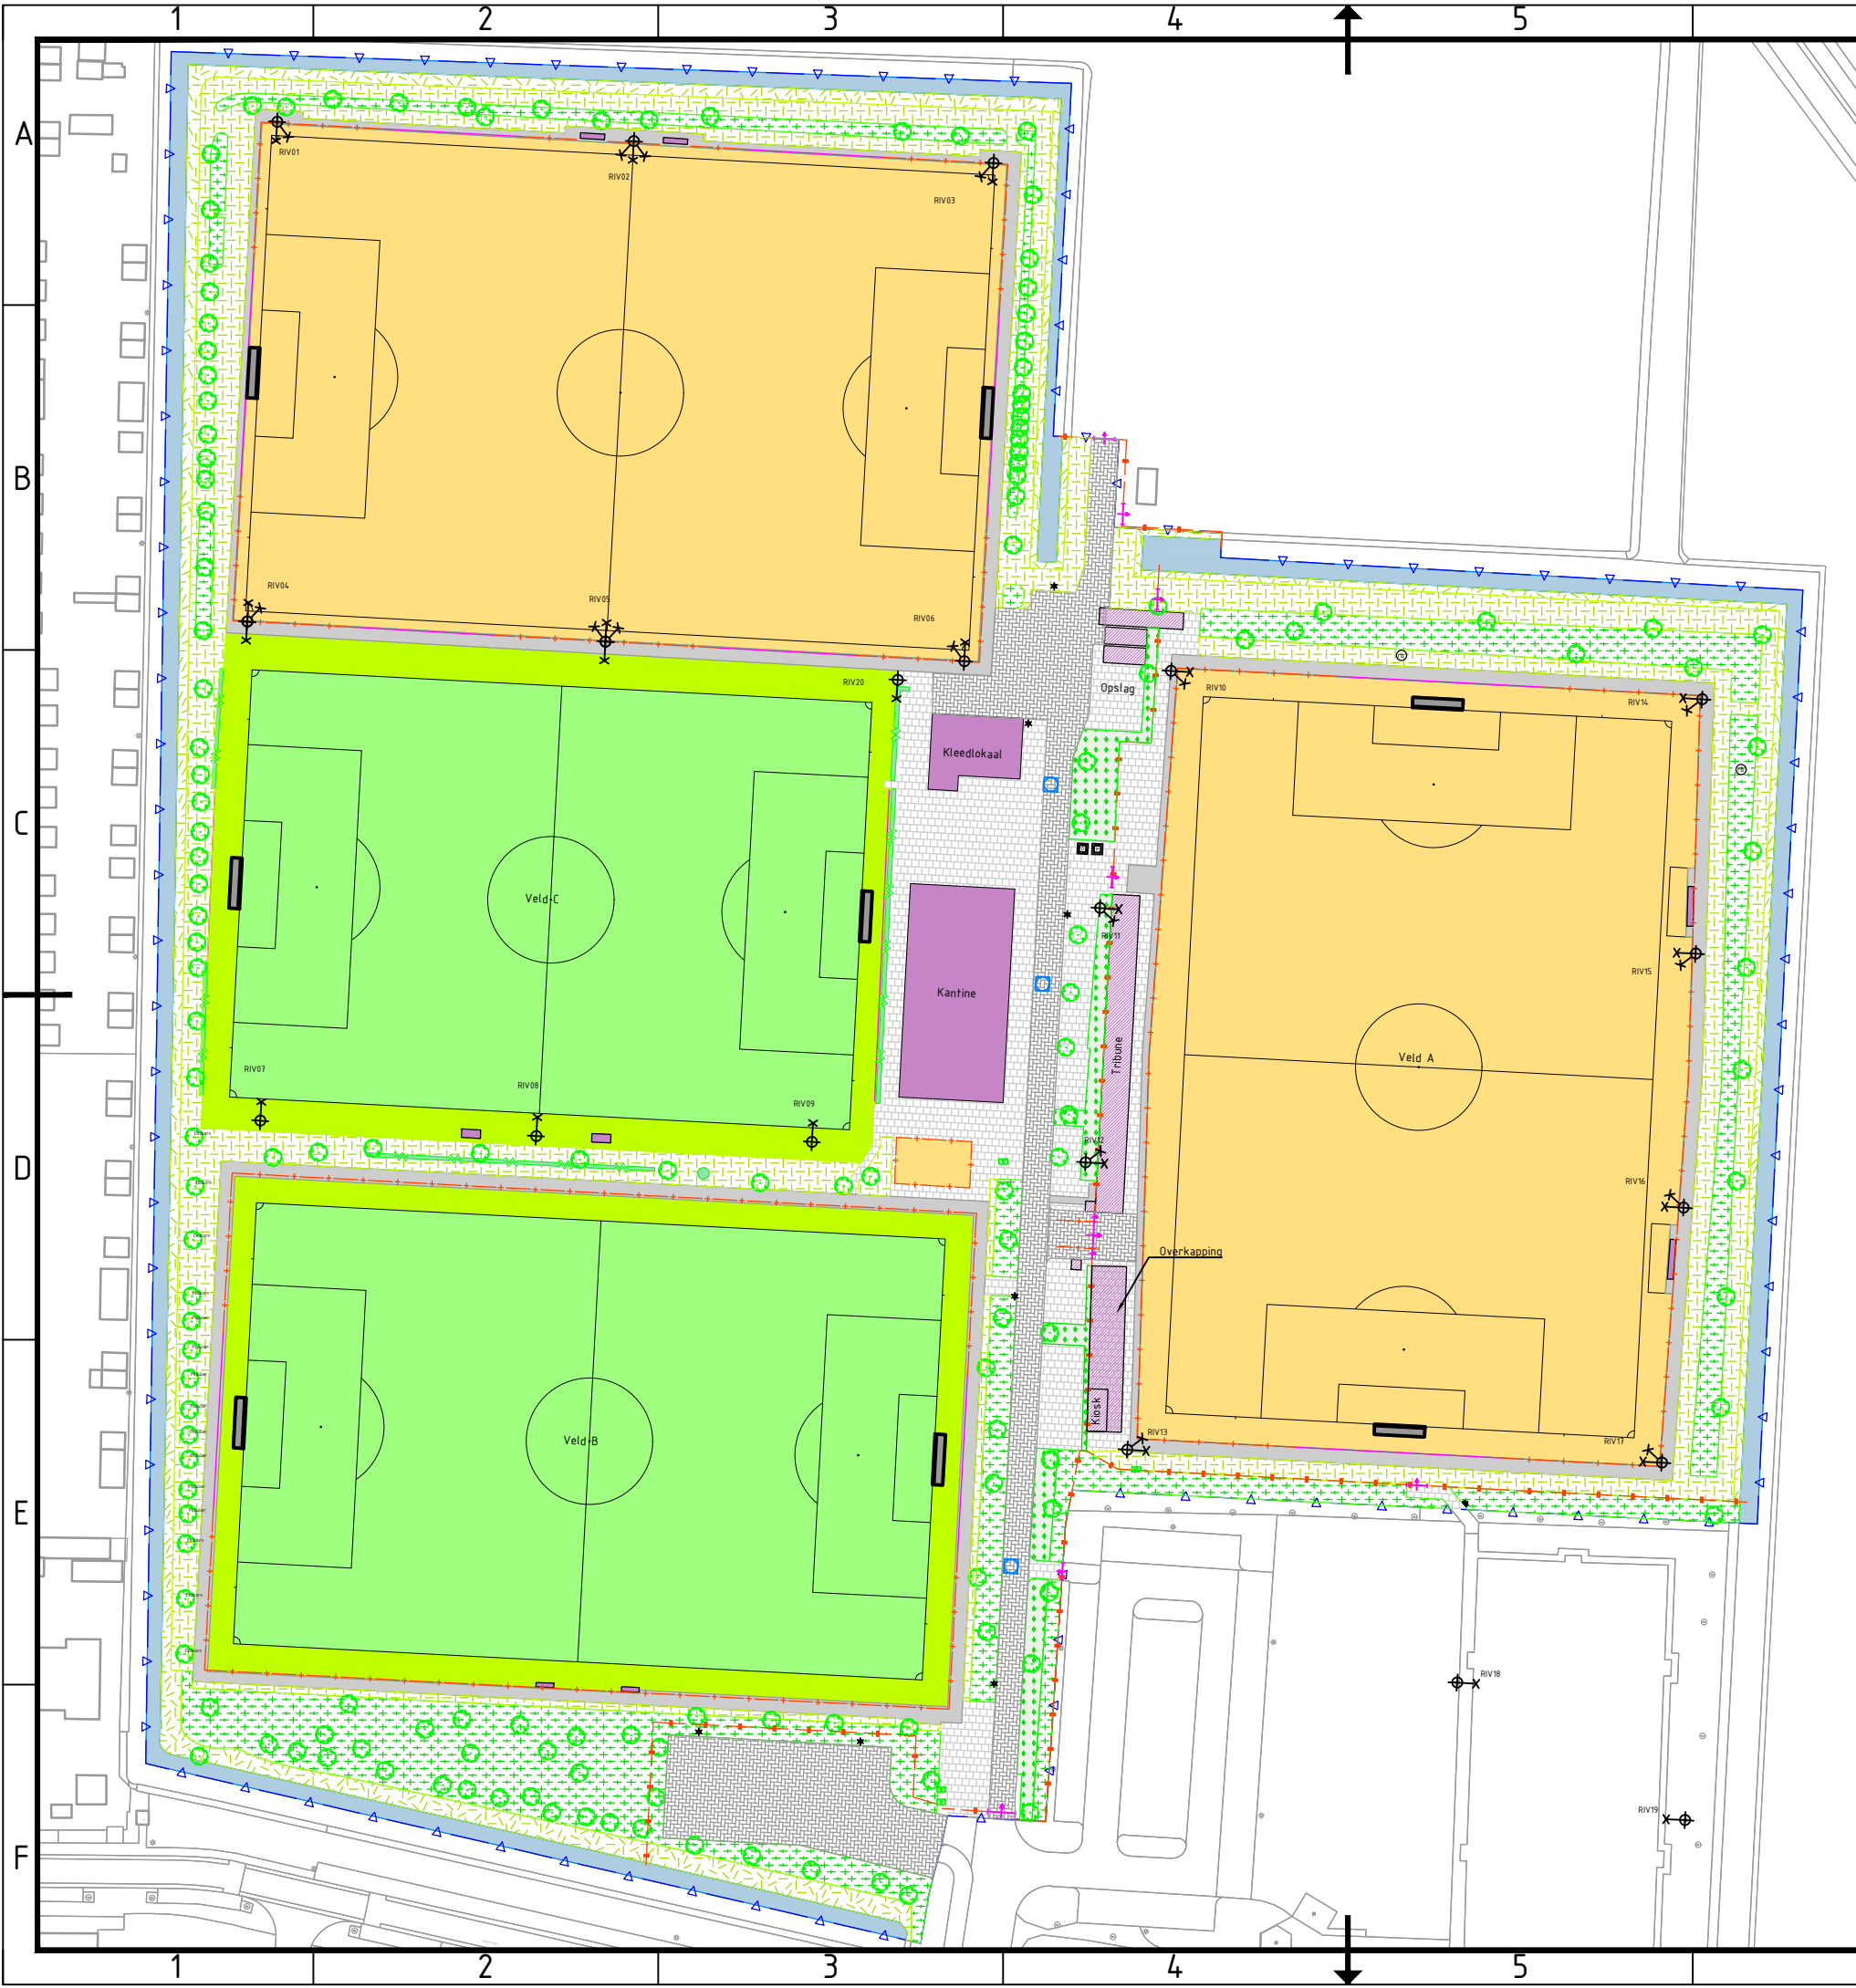 1 2 3 4 5
A
RIV01
RIV02
RIV03
B
RIV04
RIV05
RIV06
RIV20
Opslag
RIV10
RIV14
Kleedlokaal
C
Veld C
RIV11
Kantine
RIV15
Tribune
Veld A
RIV07
RIV08
RIV09
RIV12
D
RIV16
Overkapping
Kiosk
RIV13
RIV17
Veld B
E
RIV18
RIV19
F
1 2 3 4 5